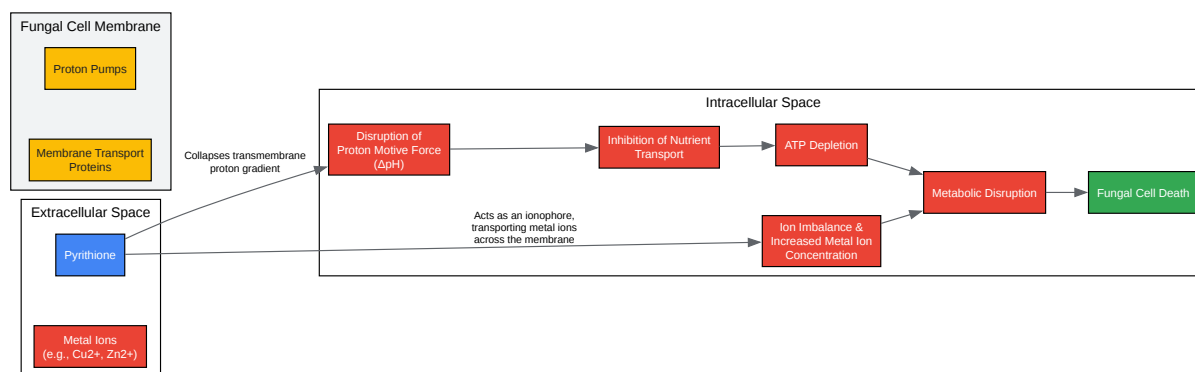 Fungal Cell Membrane
Proton Pumps
Membrane Transport
Proteins
Extracellular Space
Pyrithione
Metal Ions
(e.g., Cu2+, Zn2+)
Collapses transmembrane
proton gradient
Acts as an ionophore,
transporting metal ions
across the membrane
Intracellular Space
Disruption of
Proton Motive Force
(ΔpH)
Inhibition of Nutrient
Transport
ATP Depletion
Ion Imbalance &
Increased Metal Ion
Concentration
Metabolic Disruption
Fungal Cell Death